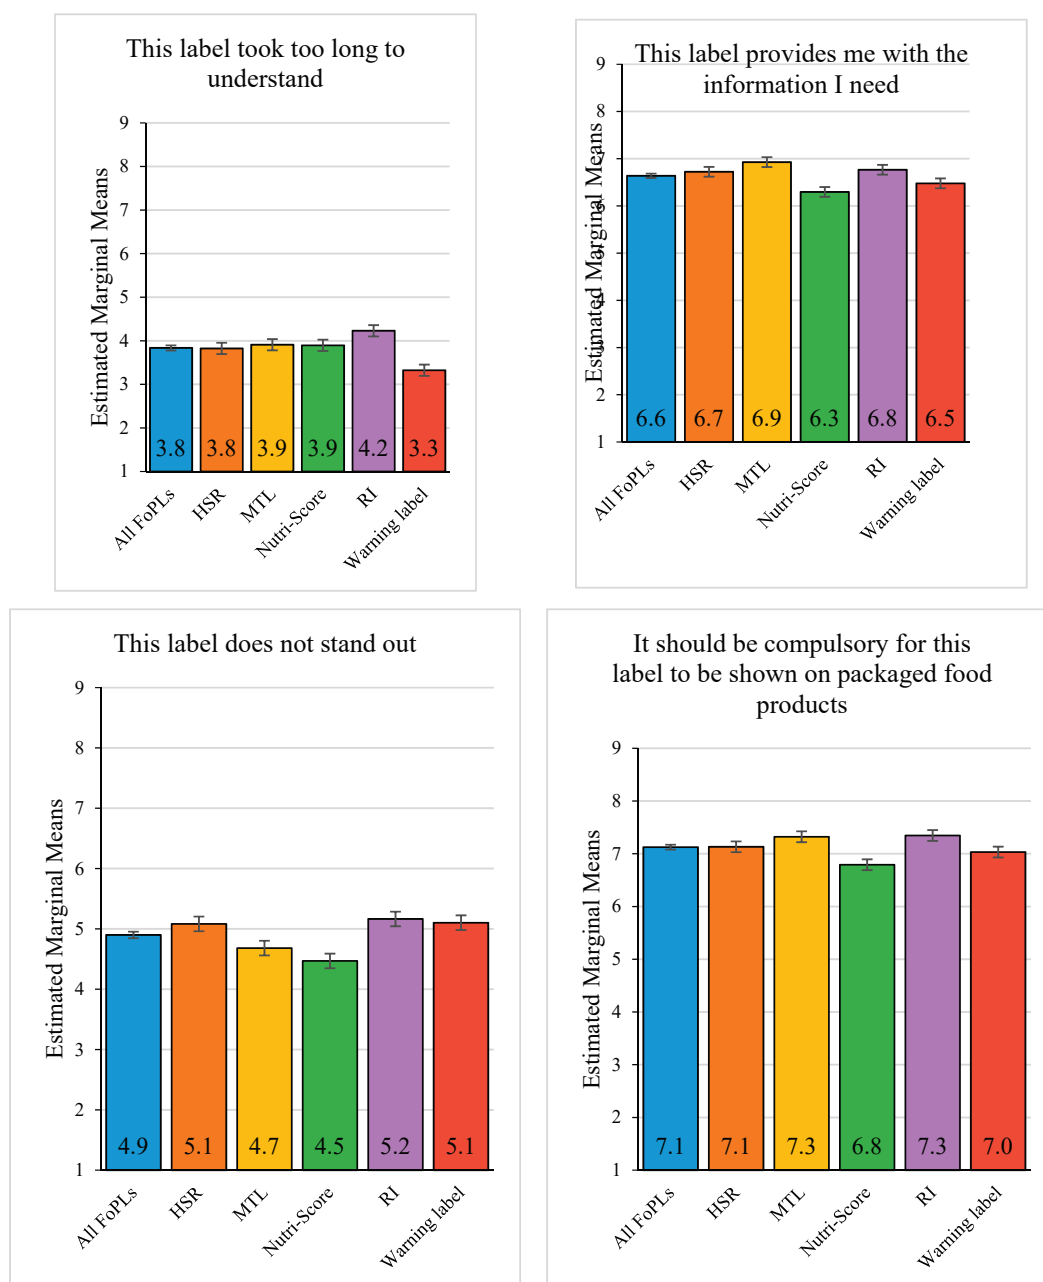 This label took too long to
understand
Estimated Marginal Means
9
8
7
6
5
4
3
2
1
3.8 3.8 3.9 3.9 4.2 3.3
All FoPLs HSR MTL Nutri-Score RI Warning label
This label provides me with the
information I need
Estimated Marginal Means
9
8
7
6
5
4
3
2
1
6.6 6.7 6.9 6.3 6.8 6.5
All FoPLs HSR MTL Nutri-Score RI Warning label
This label does not stand out
Estimated Marginal Means
9
8
7
6
5
4
3
2
1
4.9 5.1 4.7 4.5 5.2 5.1
All FoPLs HSR MTL Nutri-Score RI Warning label
It should be compulsory for this
label to be shown on packaged food
products
Estimated Marginal Means
9
8
7
6
5
4
3
2
1
7.1 7.1 7.3 6.8 7.3 7.0
All FoPLs HSR MTL Nutri-Score RI Warning label